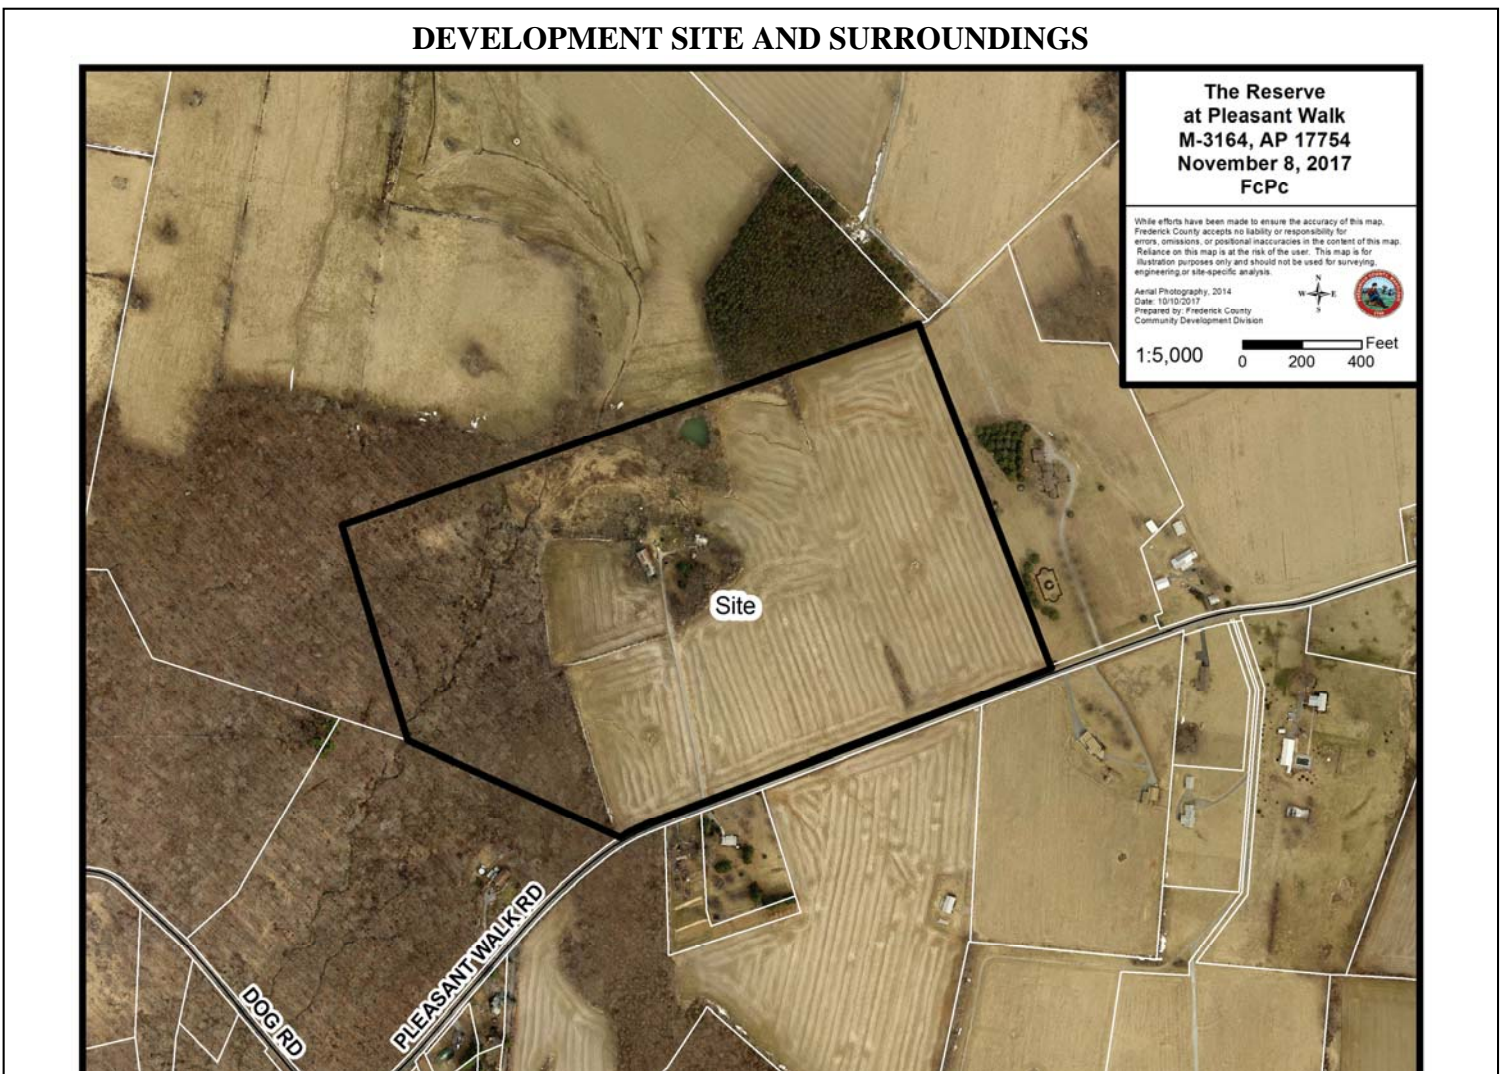 DEVELOPMENT SITE AND SURROUNDINGS
The Reserve
at Pleasant Walk
M-3164, AP 17754
November 8, 2017
FcPc
While efforts have been made to ensure the accuracy of this map,
Frederick County accepts no liability or responsibility for
errors, omissions, or positional inaccuracies in the content of this map.
Reliance on this map is at the risk of the user. This map is for
illustration purposes only and should not be used for surveying,
engineering,or site-specific analysis.
Aerial Photography, 2014
Date: 10/10/2017
Prepared by: Frederick County
Community Development Division
N
W E
S
1:5,000
Feet
0 200 400
Site
PLEASANT WALK RD
DOG RD